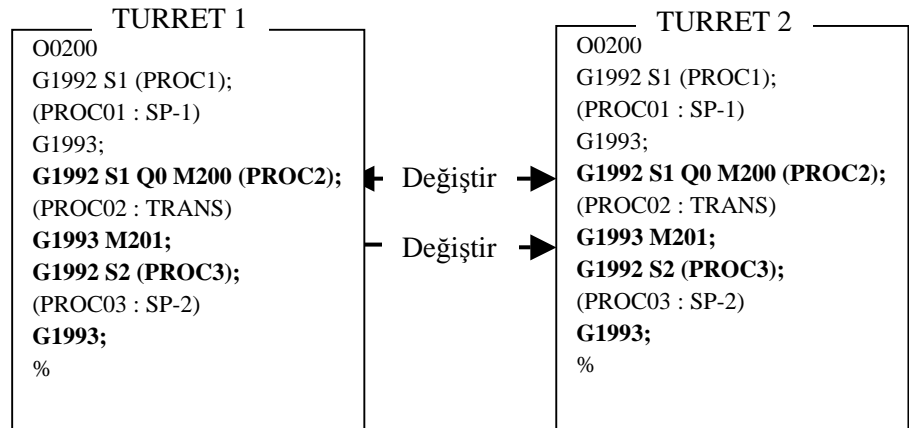 TURRET 1
O0200
G1992 S1 (PROC1);
(PROC01 : SP-1)
G1993;
G1992 S1 Q0 M200 (PROC2);
(PROC02 : TRANS)
G1993 M201;
G1992 S2 (PROC3);
(PROC03 : SP-2)
G1993;
%
Değiştir
Değiştir
TURRET 2
O0200
G1992 S1 (PROC1);
(PROC01 : SP-1)
G1993;
G1992 S1 Q0 M200 (PROC2);
(PROC02 : TRANS)
G1993 M201;
G1992 S2 (PROC3);
(PROC03 : SP-2)
G1993;
%